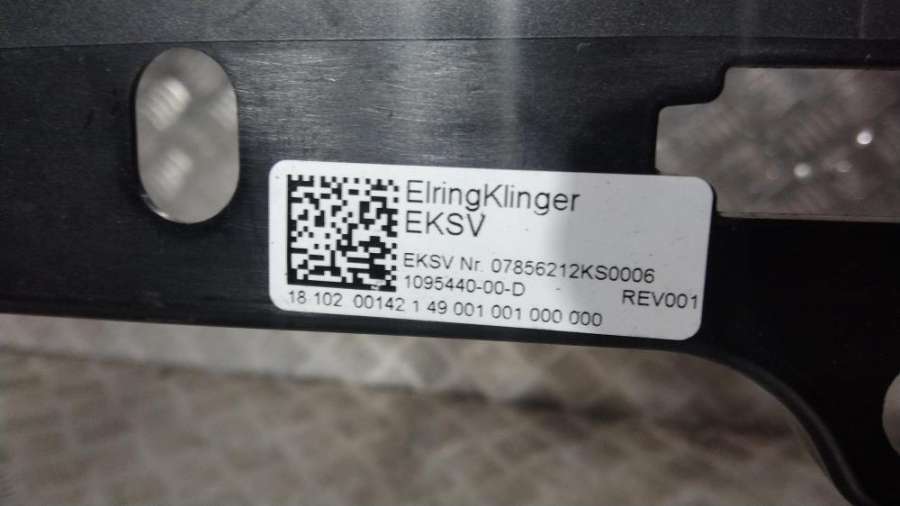 ElringKlinger
EKSV
EKSV Nr. 07856212KS0006
1095440-00-D - REV001
18 102 00142 1 49 001 001 000 000